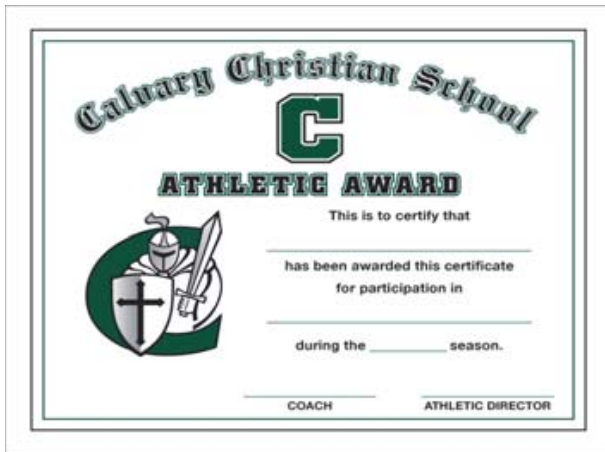 Calvary Christian School
C
ATHLETIC AWARD
This is to certify that
has been awarded this certificate
for participation in
during the ________ season.
COACH
ATHLETIC DIRECTOR